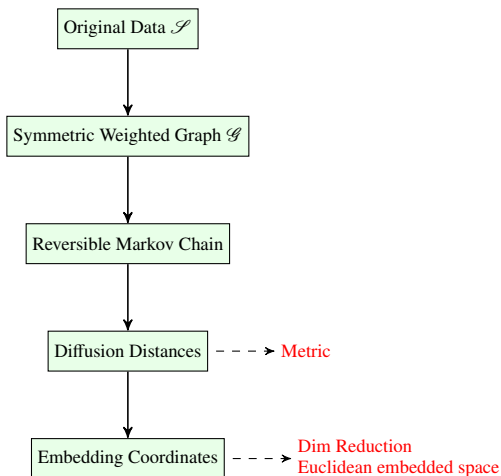 Original Data 𝒮
Symmetric Weighted Graph 𝒢
Reversible Markov Chain
Diffusion Distances
Metric
Embedding Coordinates
Dim Reduction
Euclidean embedded space